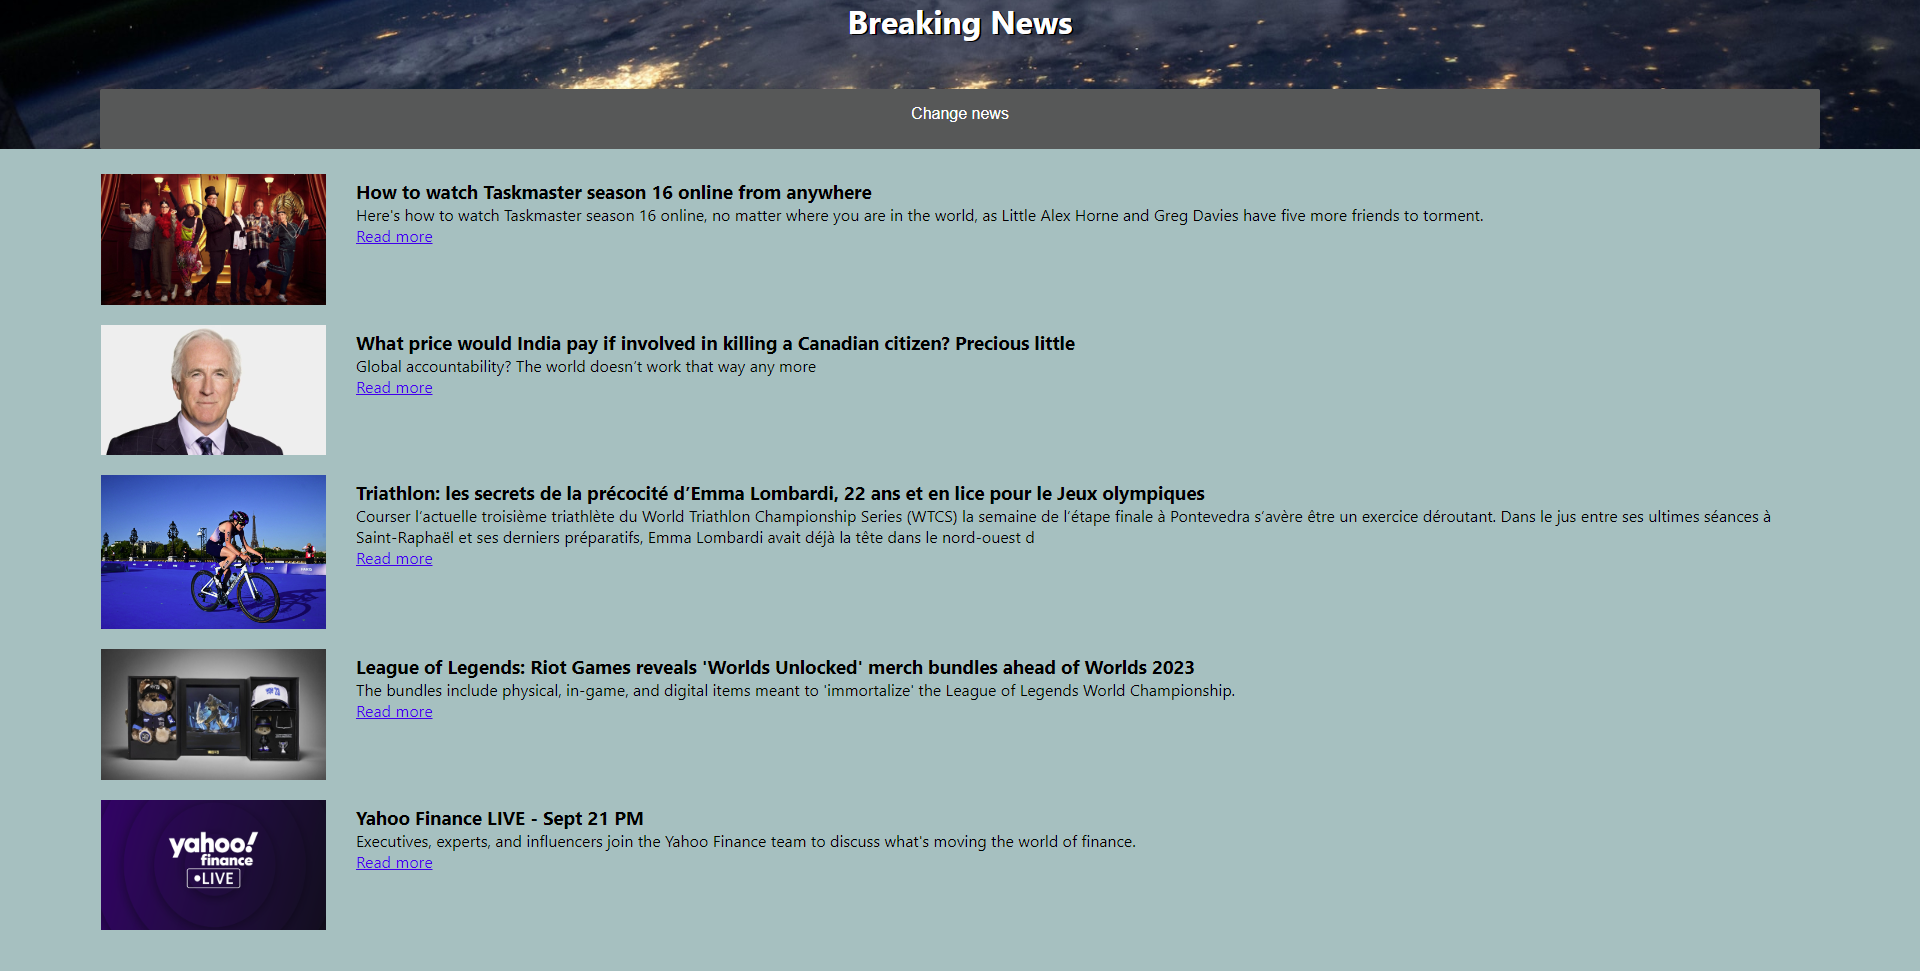 Breaking News
Change news
How to watch Taskmaster season 16 online from anywhere
Here's how to watch Taskmaster season 16 online, no matter where you are in the world, as Little Alex Horne and Greg Davies have five more friends to torment.
Read more
What price would India pay if involved in killing a Canadian citizen? Precious little
Global accountability? The world doesn’t work that way any more
Read more
Triathlon: les secrets de la précocité d’Emma Lombardi, 22 ans et en lice pour le Jeux olympiques
Courser l’actuelle troisième triathlète du World Triathlon Championship Series (WTCS) la semaine de l’étape finale à Pontevedra s’avère être un exercice déroutant. Dans le jus entre ses ultimes séances à
Saint-Raphaël et ses derniers préparatifs, Emma Lombardi avait déjà la tête dans le nord-ouest d
Read more
League of Legends: Riot Games reveals 'Worlds Unlocked' merch bundles ahead of Worlds 2023
The bundles include physical, in-game, and digital items meant to 'immortalize' the League of Legends World Championship.
Read more
yahoo!
finance
LIVE
Yahoo Finance LIVE - Sept 21 PM
Executives, experts, and influencers join the Yahoo Finance team to discuss what's moving the world of finance.
Read more